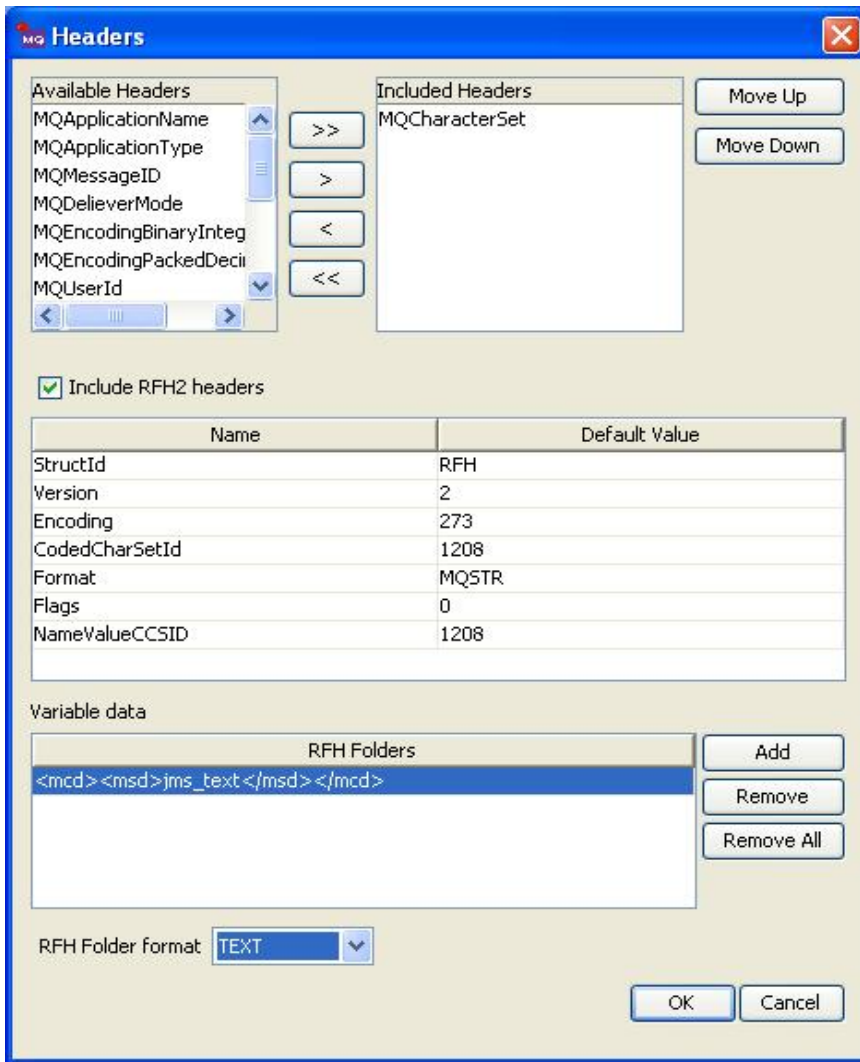 MQ Headers
Available Headers
MQApplicationName
MQApplicationType
MQMessageID
MQDelieverMode
MQEncodingBinaryInteg
MQEncodingPackedDeci
MQUserId
>>
>
<
<<
Included Headers
MQCharacterSet
Move Up
Move Down
Include RFH2 headers
Name Default Value
StructId RFH
Version 2
Encoding 273
CodedCharSetId 1208
Format MQSTR
Flags 0
NameValueCCSID 1208
Variable data
RFH Folders
<mcd><msd>jms_text</msd></mcd>
Add
Remove
Remove All
RFH Folder format TEXT
OK Cancel